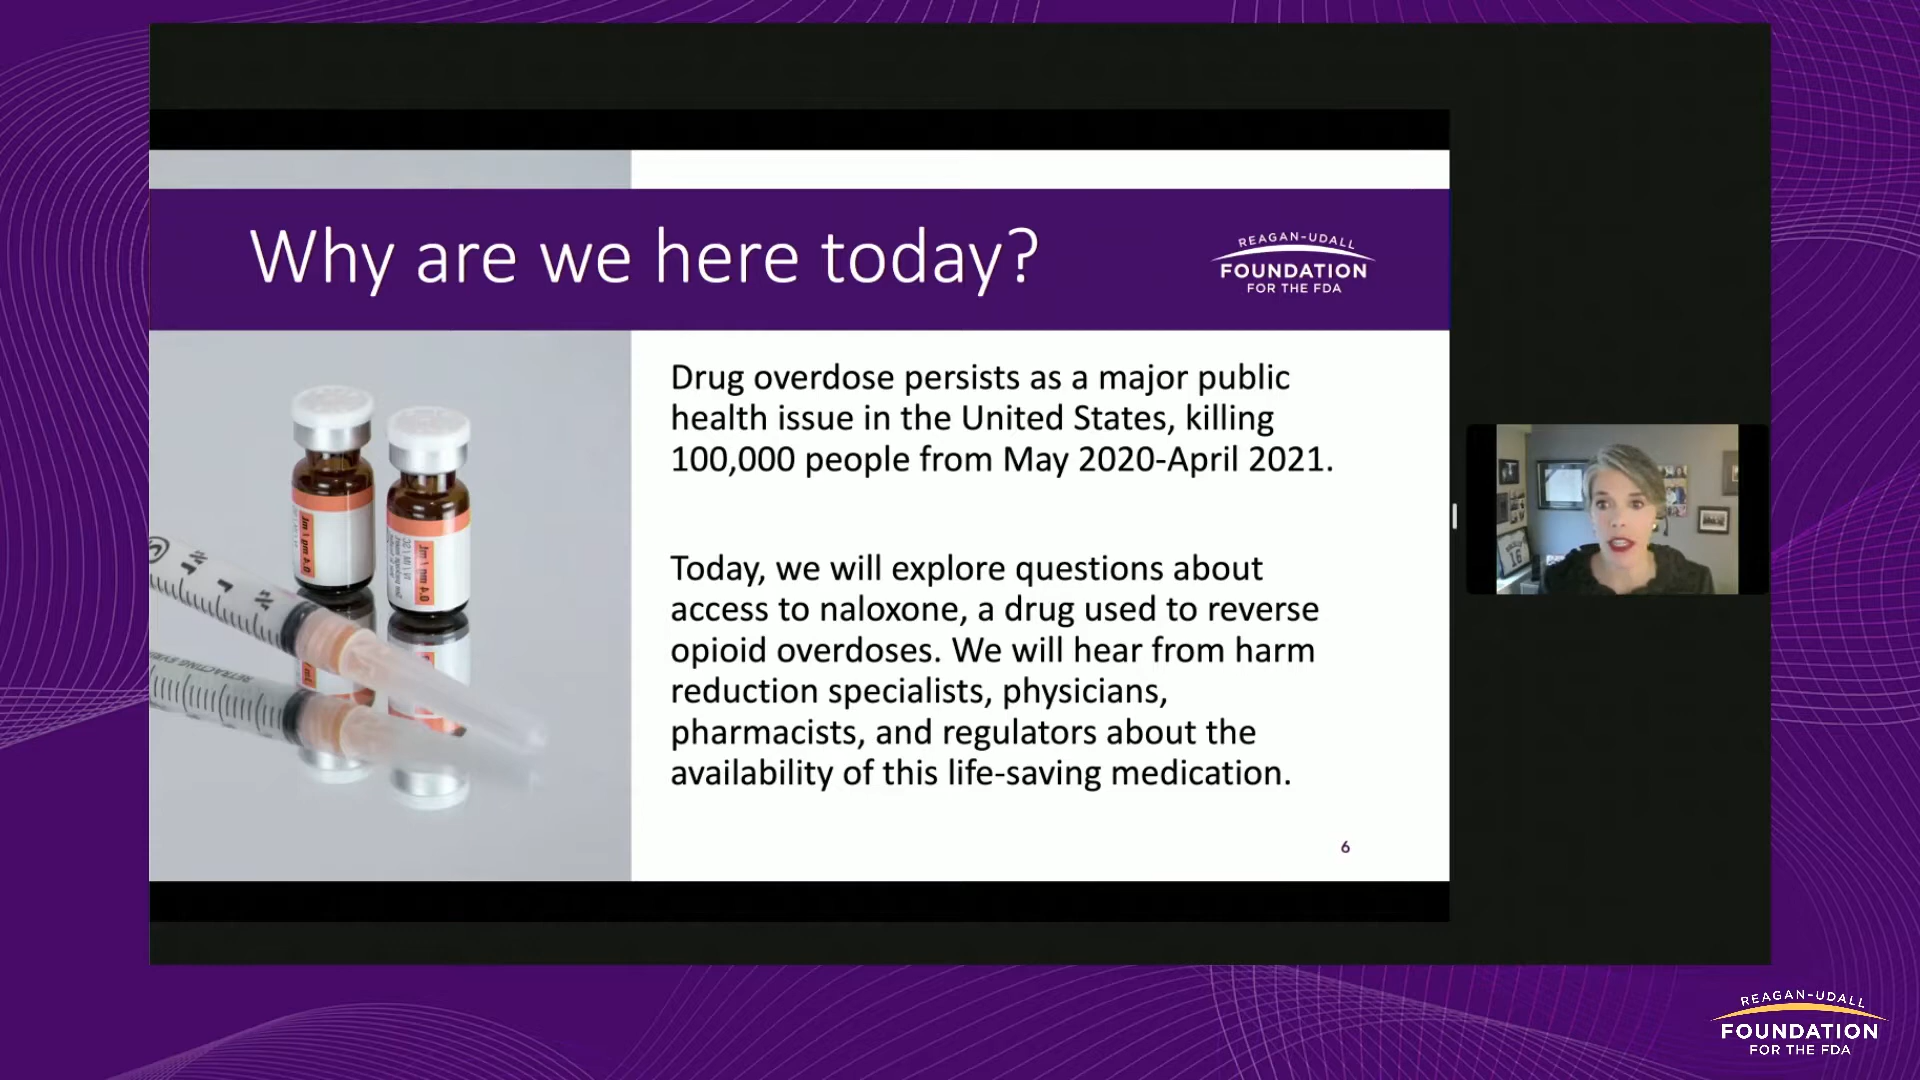 Why are we here today?
REAGAN-UDALL
FOUNDATION
FOR THE FDA
Drug overdose persists as a major public
health issue in the United States, killing
100,000 people from May 2020-April 2021.
Today, we will explore questions about
access to naloxone, a drug used to reverse
opioid overdoses. We will hear from harm
reduction specialists, physicians,
pharmacists, and regulators about the
availability of this life-saving medication.
6
16
REAGAN-UDALL
FOUNDATION
FOR THE FDA